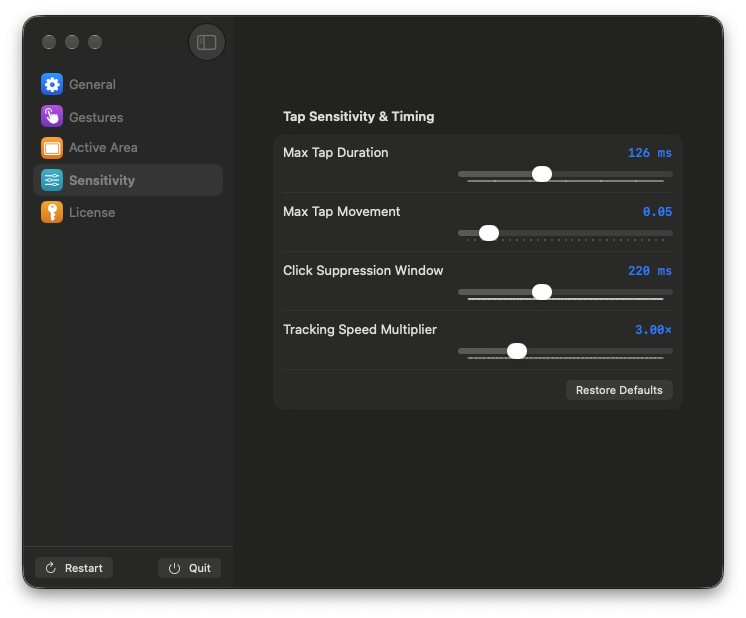 General
Gestures
Active Area
Sensitivity
License
Tap Sensitivity & Timing
Max Tap Duration 126 ms
Max Tap Movement 0.05
Click Suppression Window 220 ms
Tracking Speed Multiplier 3.00×
Restore Defaults
Restart Quit